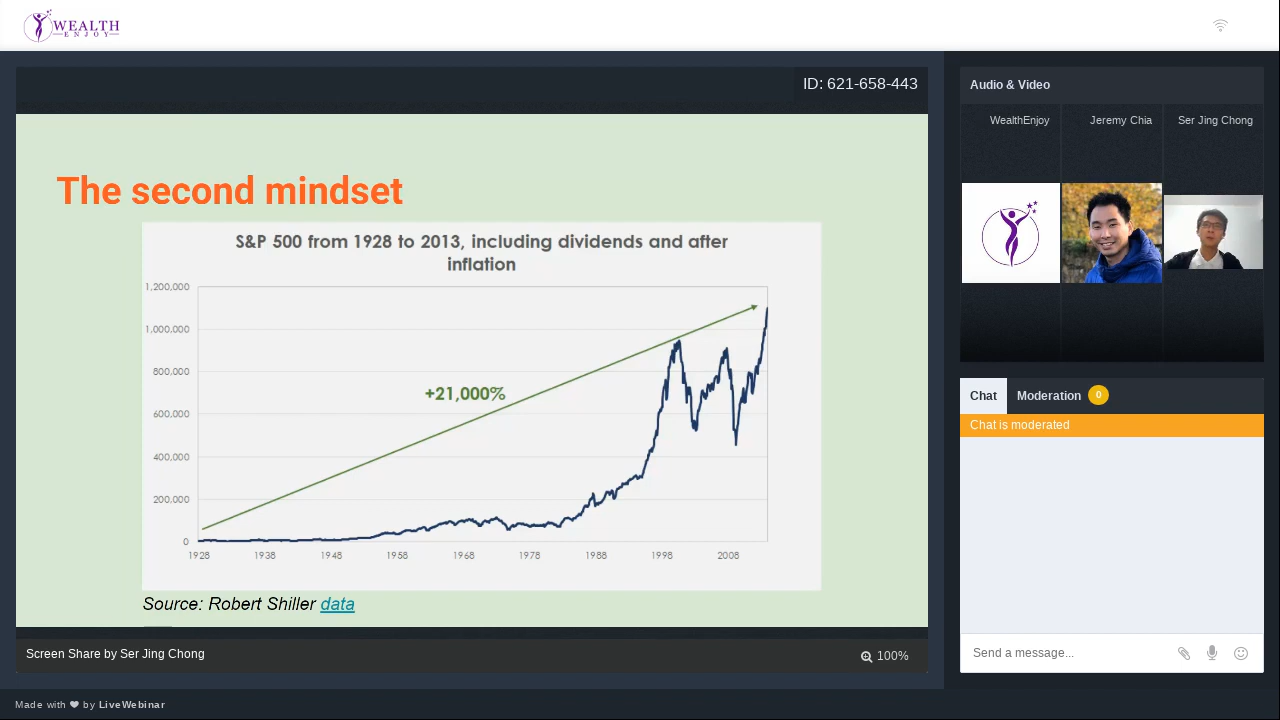 WEALTH
ENJOY
ID: 621-658-443
The second mindset
S&P 500 from 1928 to 2013, including dividends and after
inflation
1,200,000
1,000,000
800,000
600,000
400,000
200,000
0
+21,000%
1928 1938 1948 1958 1968 1978 1988 1998 2008
Source: Robert Shiller data
Screen Share by Ser Jing Chong
100%
Made with ❤ by LiveWebinar
Audio & Video
WealthEnjoy Jeremy Chia Ser Jing Chong
Chat Moderation 0
Chat is moderated
Send a message...